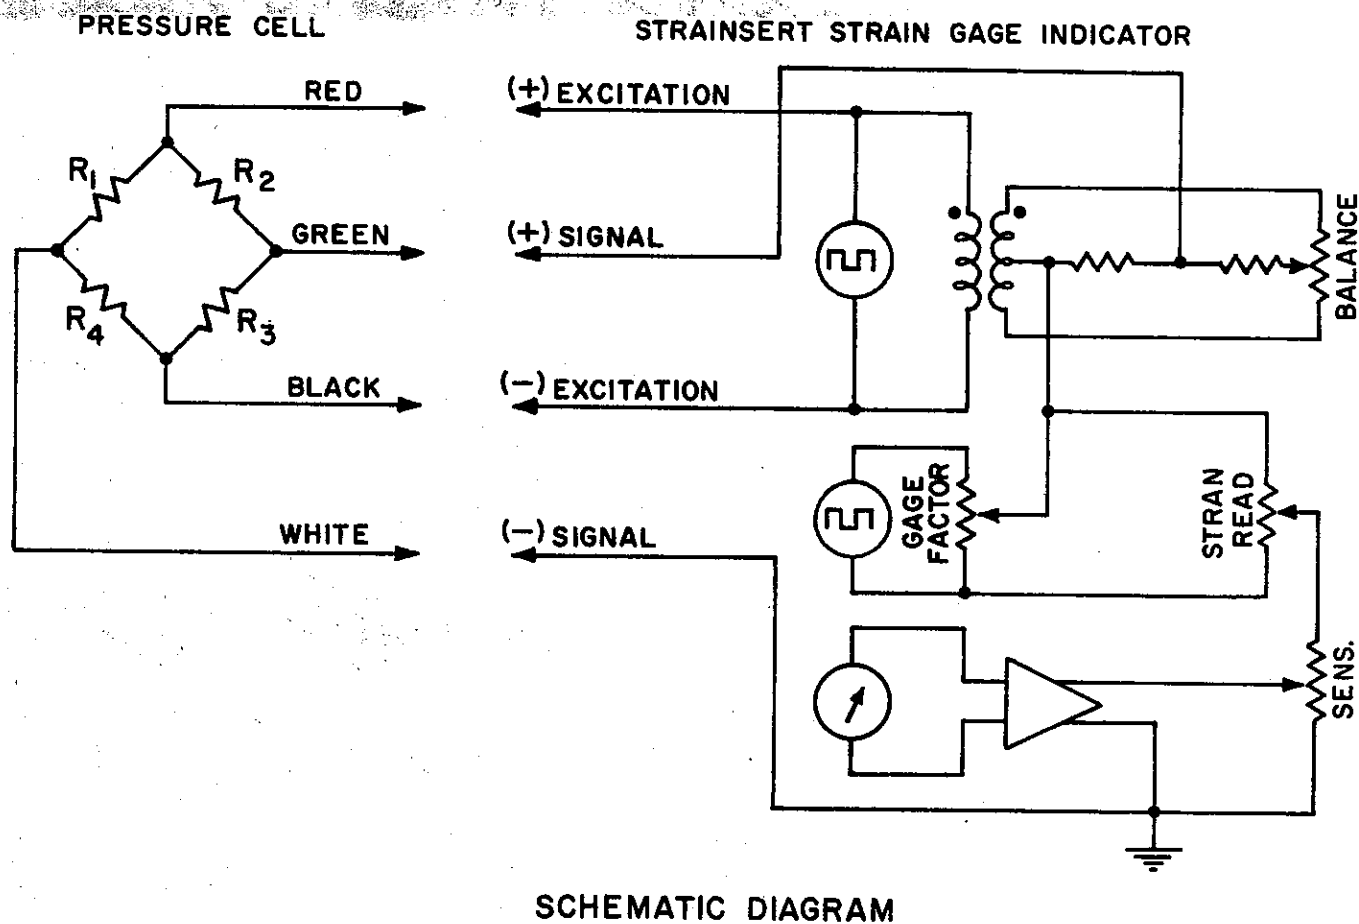 PRESSURE CELL
STRAINSERT STRAIN GAGE INDICATOR
RED
(+) EXCITATION
R1
R2
GREEN
(+) SIGNAL
BALANCE
R4
R3
BLACK
(-) EXCITATION
GAGE
FACTOR
STRAN
READ
WHITE
(-) SIGNAL
SENS.
SCHEMATIC DIAGRAM